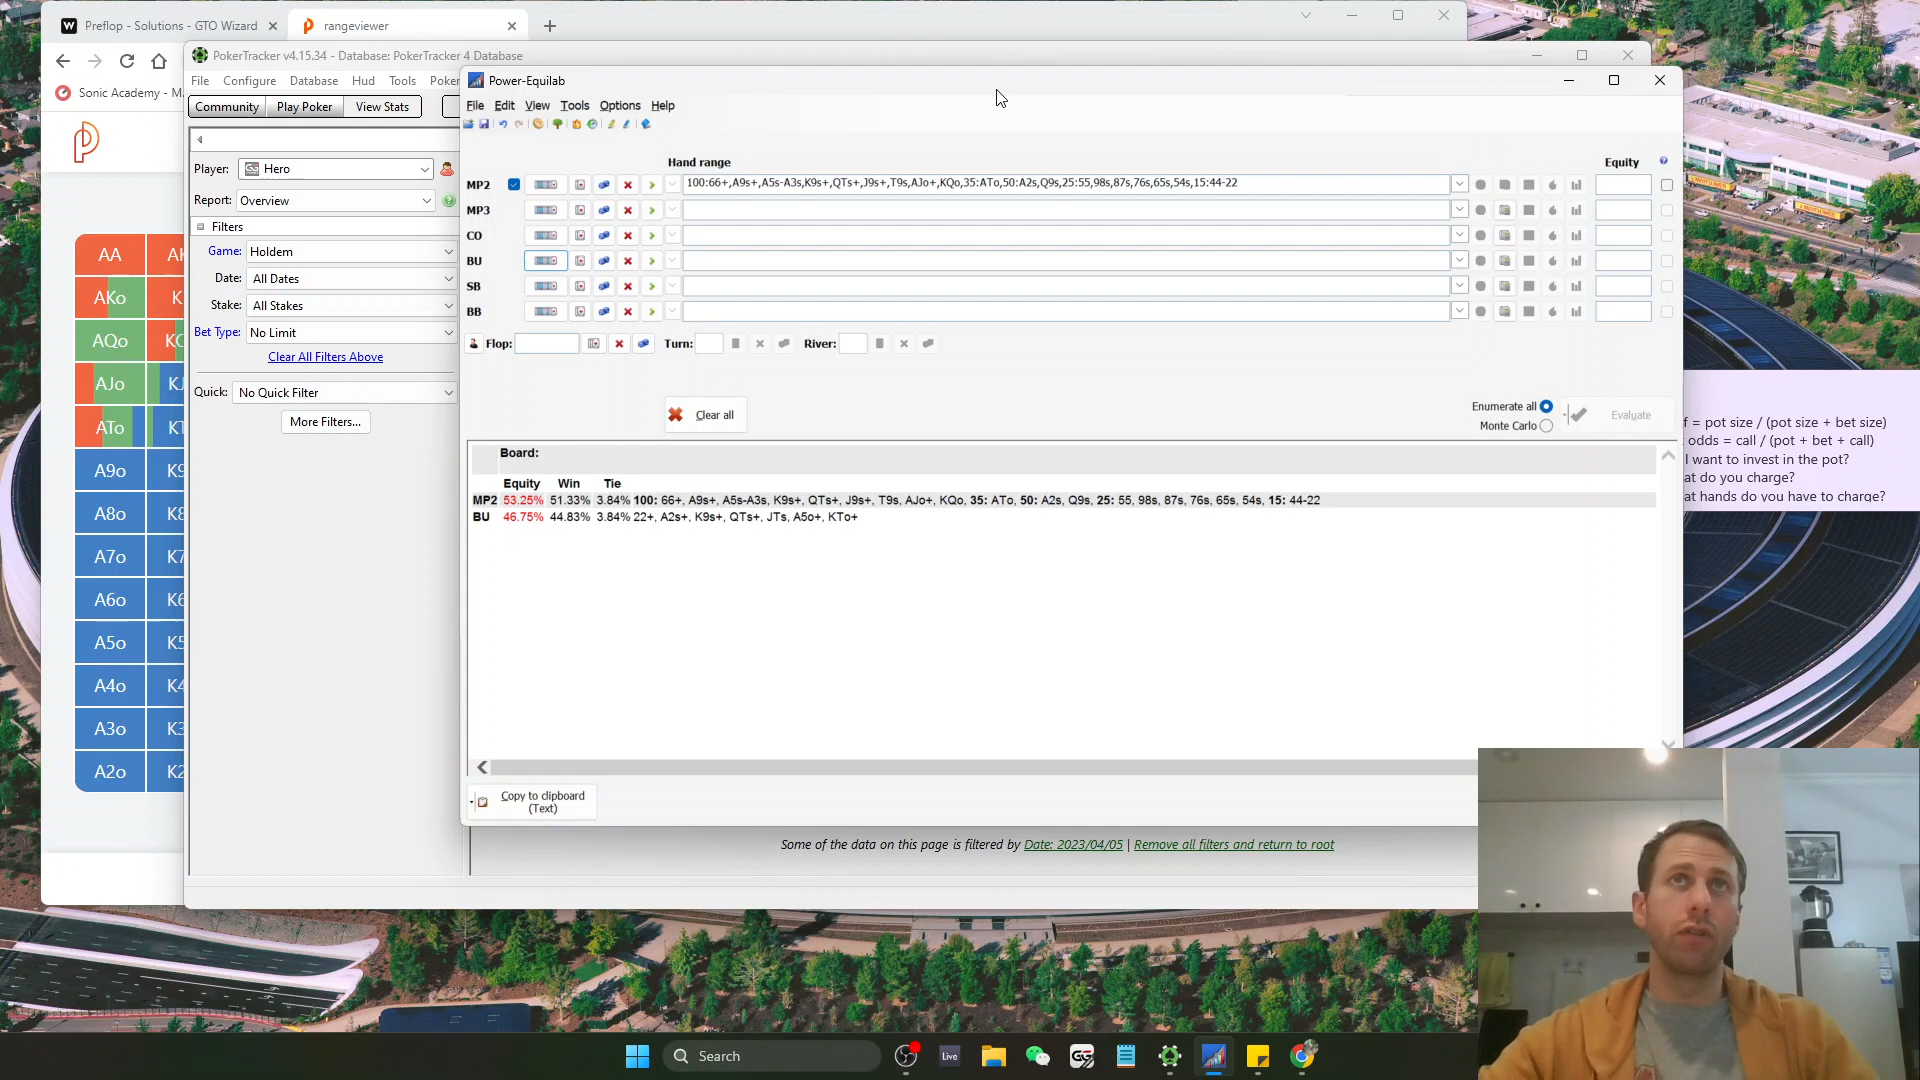 Preflop - Solutions - GTO Wizard
rangeviewer
Sonic Academy - M
PokerTracker v4.15.34 - Database: PokerTracker 4 Database
File Configure Database Hud Tools Poker
Community Play Poker View Stats
Player: Hero
Report: Overview
Filters
Game: Holdem
Date: All Dates
Stake: All Stakes
Bet Type: No Limit
Clear All Filters Above
Quick: No Quick Filter
More Filters...
AA
AKo
AQo
AJo
ATo
A9o
A8o
A7o
A6o
A5o
A4o
A3o
A2o
Power-Equilab
File Edit View Tools Options Help
Hand range Equity
MP2 100:66+,A9s+,A5s-A3s,K9s+,QTs+,J9s+,T9s,AJo+,KQo,35:ATo,50:A2s,Q9s,25:55,98s,87s,76s,65s,54s,15:44-22
MP3
CO
BU
SB
BB
Flop: Turn: River:
Clear all
Enumerate all
Monte Carlo
Evaluate
Board:
Equity Win Tie
MP2 53.25% 51.33% 3.84% 100: 66+, A9s+, A5s-A3s, K9s+, QTs+, J9s+, T9s, AJo+, KQo, 35: ATo, 50: A2s, Q9s, 25: 55, 98s, 87s, 76s, 65s, 54s, 15: 44-22
BU 46.75% 44.83% 3.84% 22+, A2s+, K9s+, QTs+, JTs, A5o+, KTo+
Copy to clipboard
(Text)
Some of the data on this page is filtered by Date: 2023/04/05 | Remove all filters and return to root
f = pot size / (pot size + bet size)
odds = call / (pot + bet + call)
I want to invest in the pot?
at do you charge?
at hands do you have to charge?
Search
Live